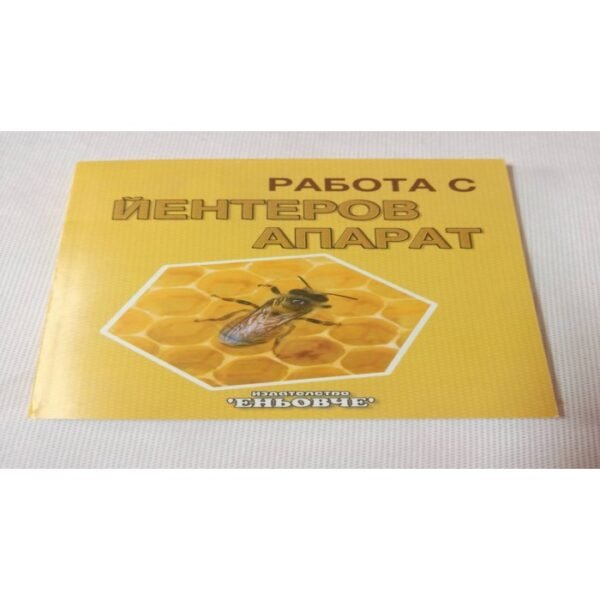 РАБОТА С
ЙЕНТЕРОВ
АПАРАТ
издателство
'ЕНЬОВЧЕ'